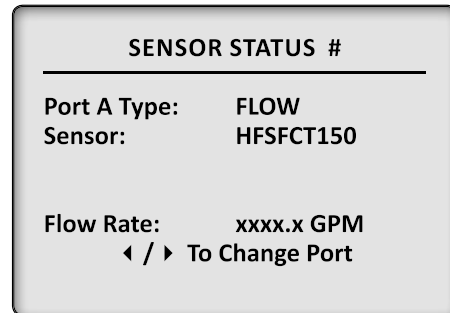 SENSOR STATUS #
Port A Type: FLOW
Sensor: HFSFCT150
Flow Rate: xxxx.x GPM
◂ / ▸ To Change Port